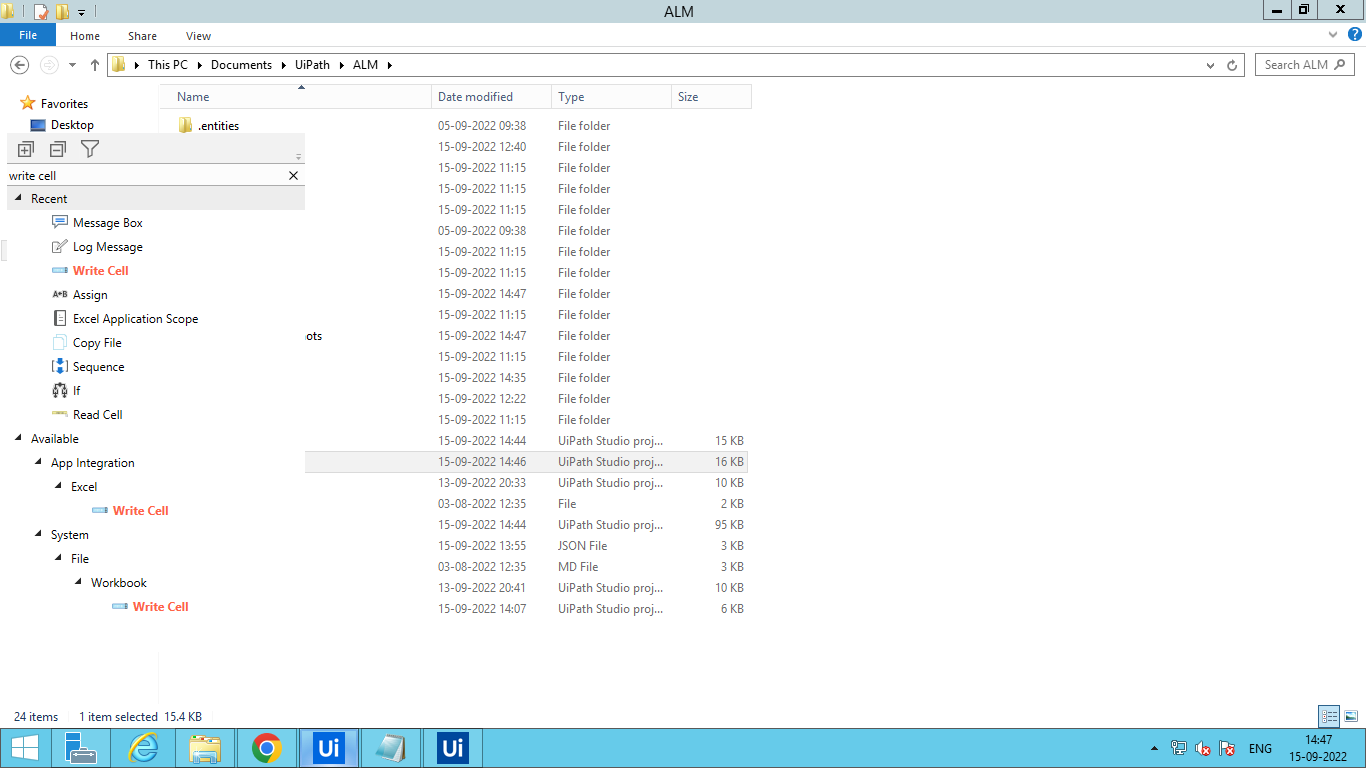 ALM
File Home Share View
This PC Documents UiPath ALM
Search ALM
Name Date modified Type Size
Favorites
Desktop
.entities 05-09-2022 09:38 File folder
15-09-2022 12:40 File folder
write cell
15-09-2022 11:15 File folder
Recent
15-09-2022 11:15 File folder
Message Box
15-09-2022 11:15 File folder
05-09-2022 09:38 File folder
Log Message
15-09-2022 11:15 File folder
Write Cell
15-09-2022 11:15 File folder
Assign
15-09-2022 14:47 File folder
Excel Application Scope
15-09-2022 11:15 File folder
Copy File
ots 15-09-2022 14:47 File folder
15-09-2022 11:15 File folder
Sequence
15-09-2022 14:35 File folder
If
15-09-2022 12:22 File folder
Read Cell
15-09-2022 11:15 File folder
Available
15-09-2022 14:44 UiPath Studio proj... 15 KB
App Integration
15-09-2022 14:46 UiPath Studio proj... 16 KB
Excel
13-09-2022 20:33 UiPath Studio proj... 10 KB
Write Cell
03-08-2022 12:35 File 2 KB
System
15-09-2022 14:44 UiPath Studio proj... 95 KB
File
15-09-2022 13:55 JSON File 3 KB
Workbook
03-08-2022 12:35 MD File 3 KB
13-09-2022 20:41 UiPath Studio proj... 10 KB
Write Cell
15-09-2022 14:07 UiPath Studio proj... 6 KB
24 items 1 item selected 15.4 KB
Ui Ui ENG
14:47
15-09-2022